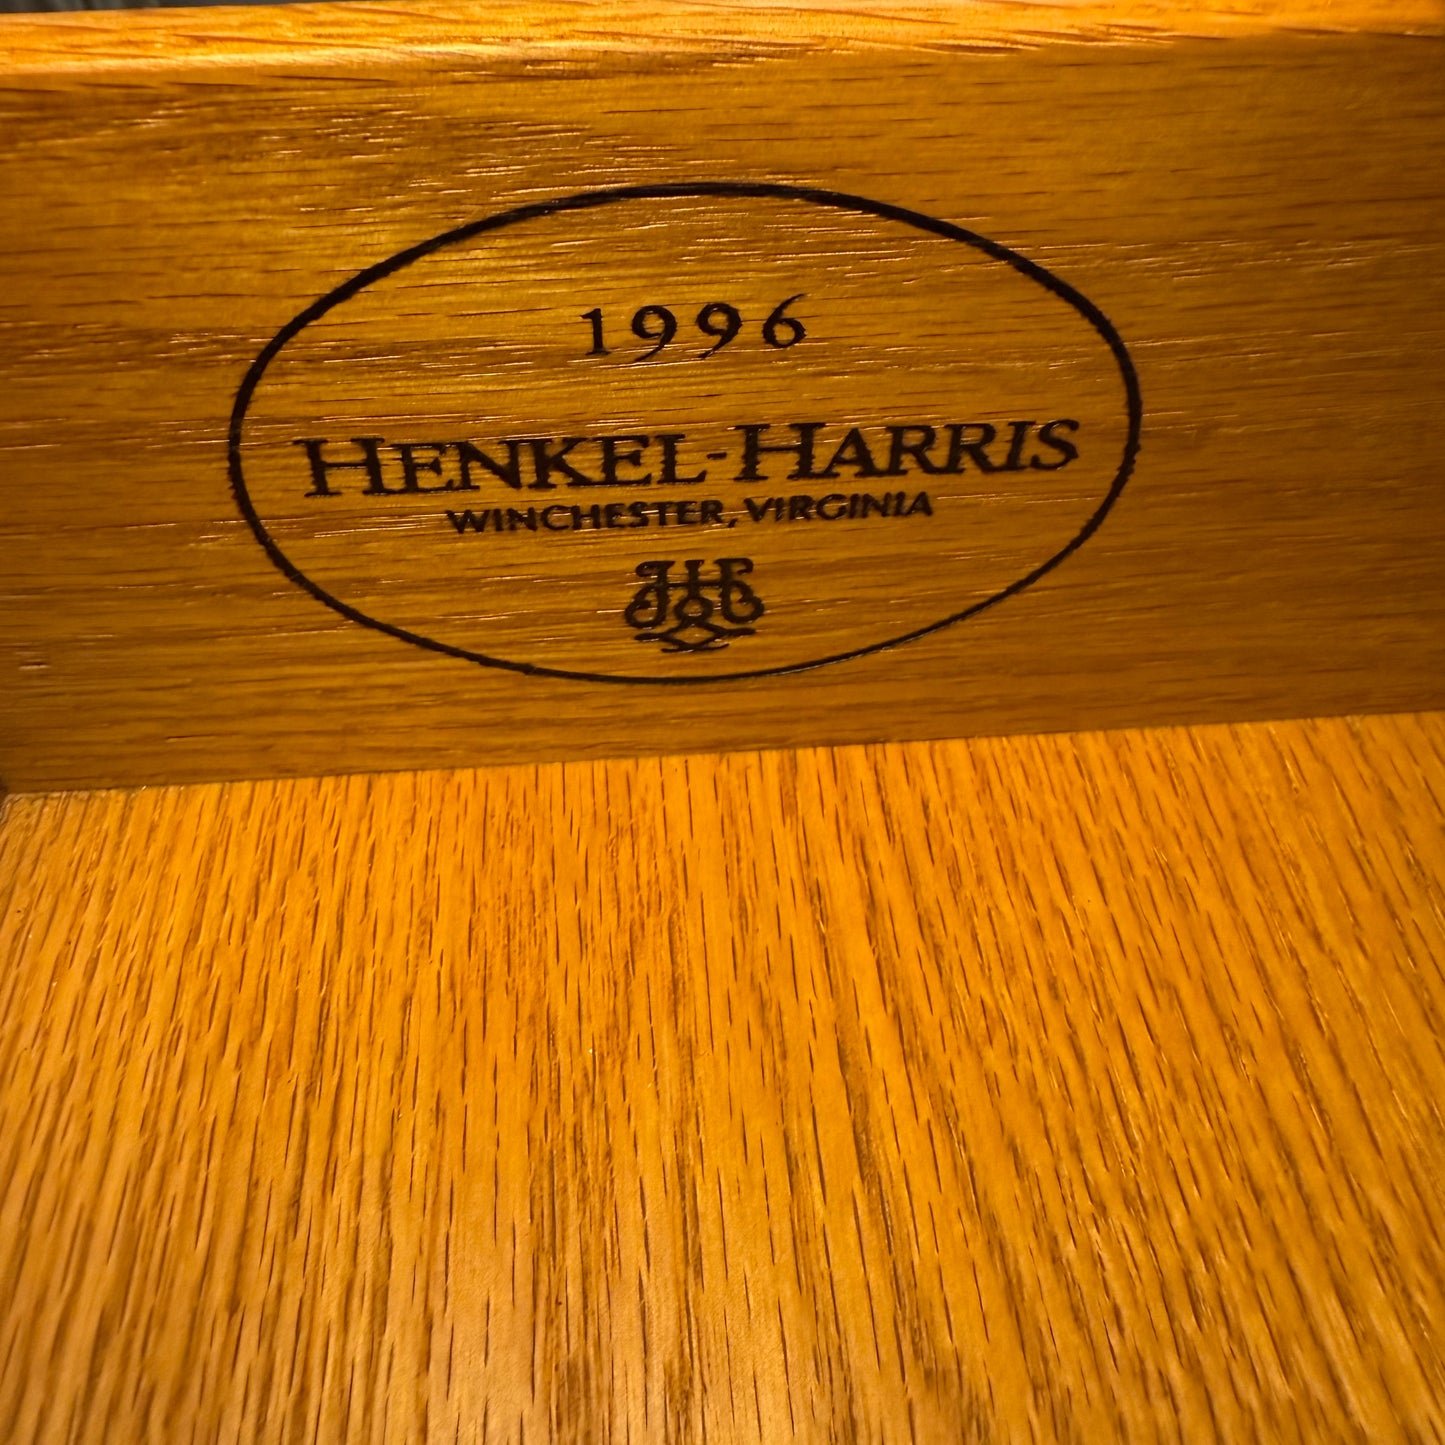 1996
HENKEL-HARRIS
WINCHESTER, VIRGINIA